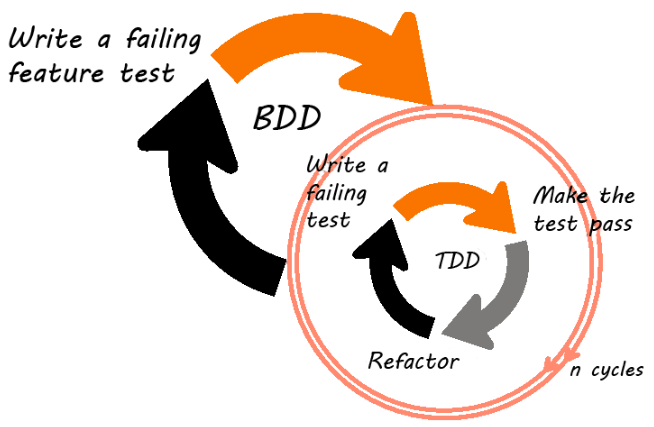 Write a failing
feature test
BDD
Write a
failing
test
Make the
test pass
TDD
Refactor
n cycles